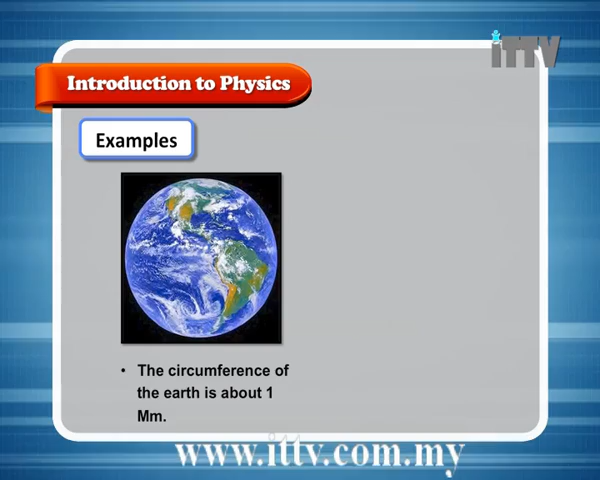 iTTV
Introduction to Physics
Examples
• The circumference of
the earth is about 1
Mm.
www.ittv.com.my